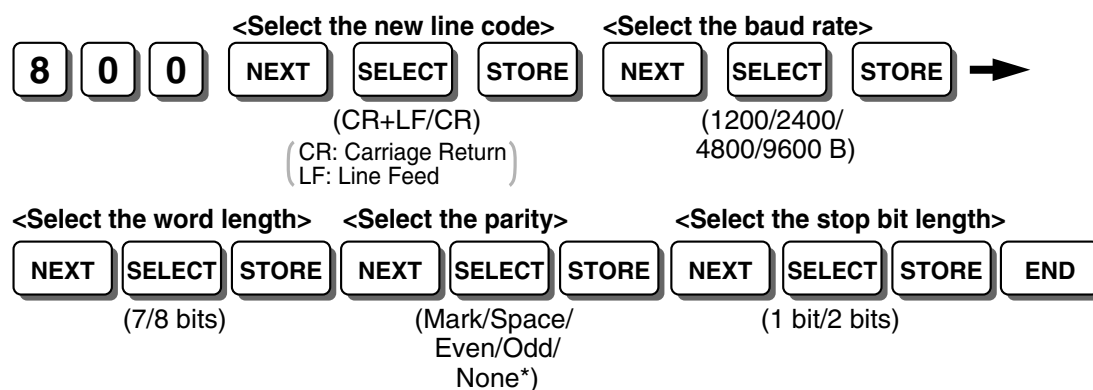 <Select the new line code> <Select the baud rate>
8 0 0 NEXT SELECT STORE NEXT SELECT STORE
(CR+LF/CR) (1200/2400/
4800/9600 B)
CR: Carriage Return
LF: Line Feed
<Select the word length> <Select the parity> <Select the stop bit length>
NEXT SELECT STORE NEXT SELECT STORE NEXT SELECT STORE END
(7/8 bits) (Mark/Space/ (1 bit/2 bits)
Even/Odd/
None*)